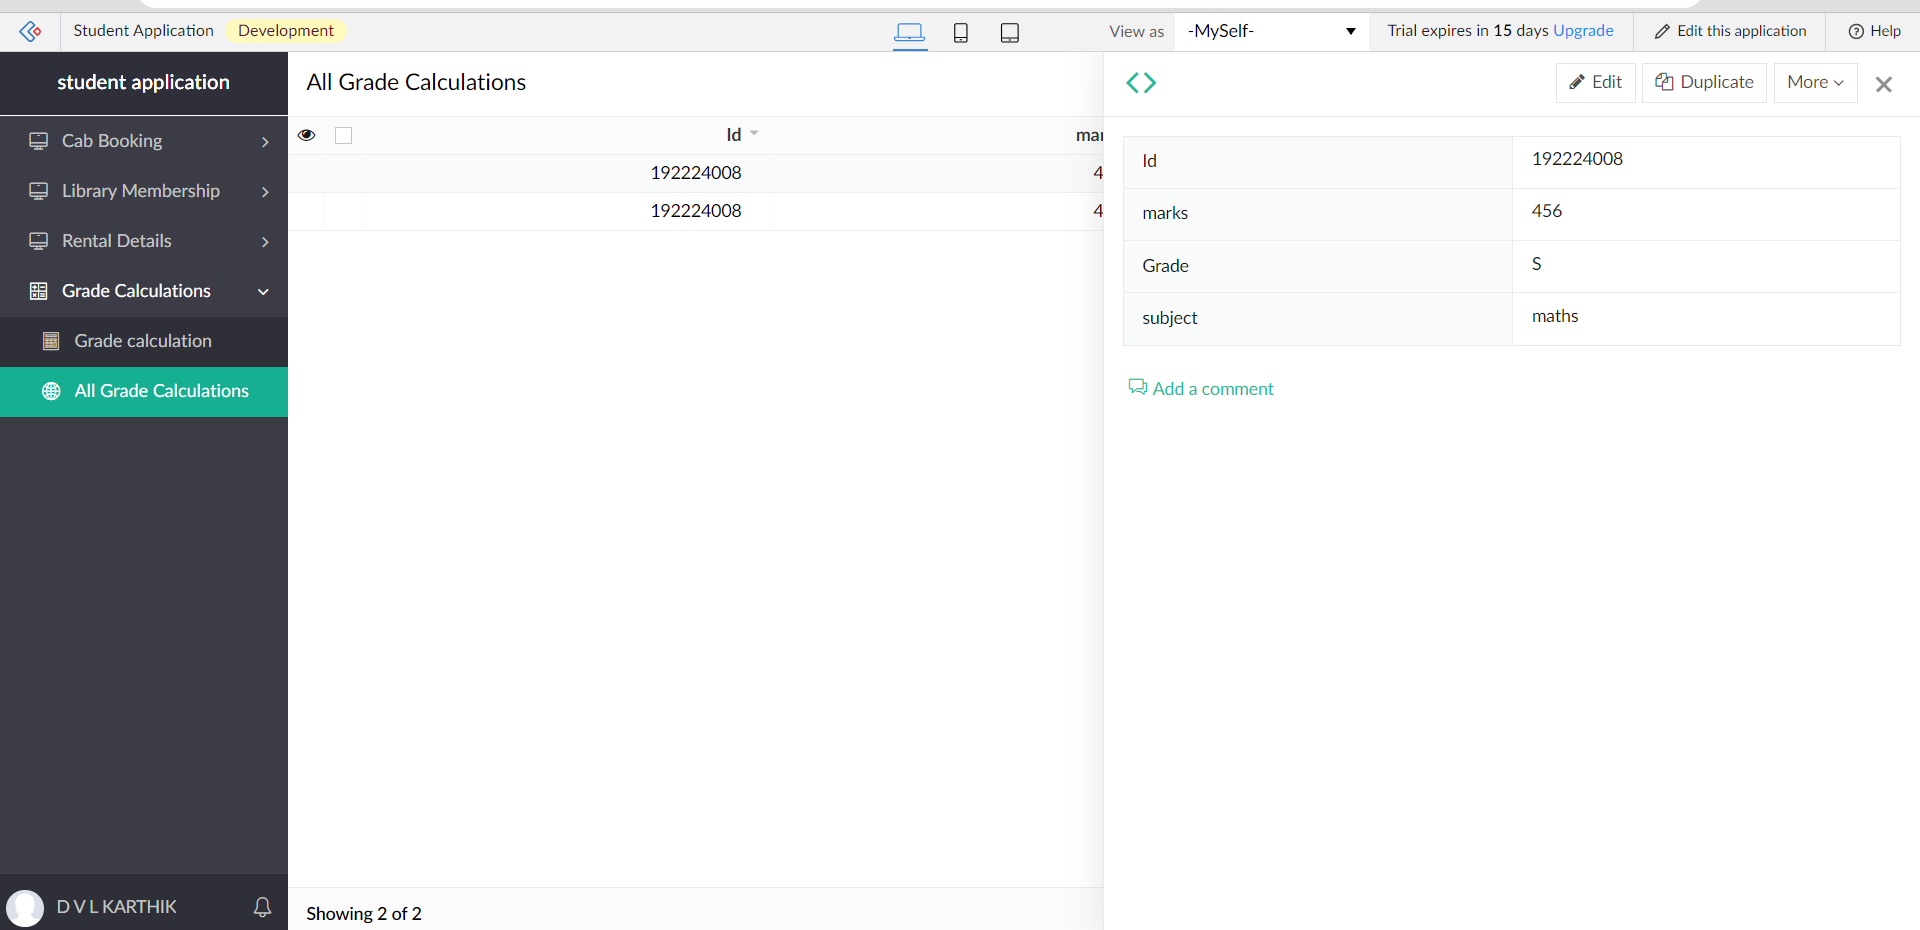 Student Application Development View as -MySelf- Trial expires in 15 days Upgrade Edit this application Help
student application
Cab Booking
Library Membership
Rental Details
Grade Calculations
Grade calculation
All Grade Calculations
D V L KARTHIK
All Grade Calculations
Id mar
192224008 4
192224008 4
Showing 2 of 2
Edit Duplicate More
Id 192224008
marks 456
Grade S
subject maths
Add a comment